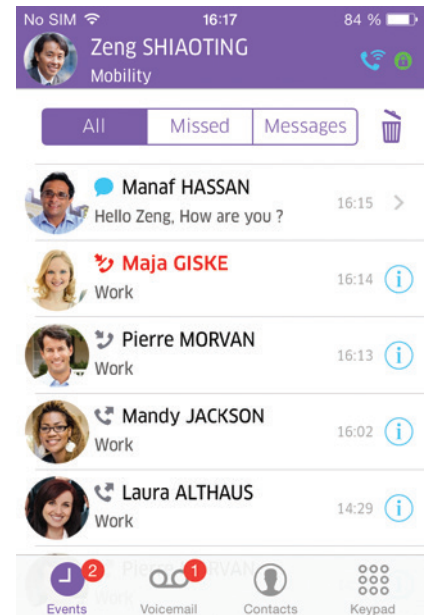 No SIM 16:17 84 %
Zeng SHIAOTING
Mobility
All Missed Messages
Manaf HASSAN
Hello Zeng, How are you ?
16:15
Maja GISKE
Work
16:14
Pierre MORVAN
Work
16:13
Mandy JACKSON
Work
16:02
Laura ALTHAUS
Work
14:29
2 1
Events Voicemail Contacts Keypad